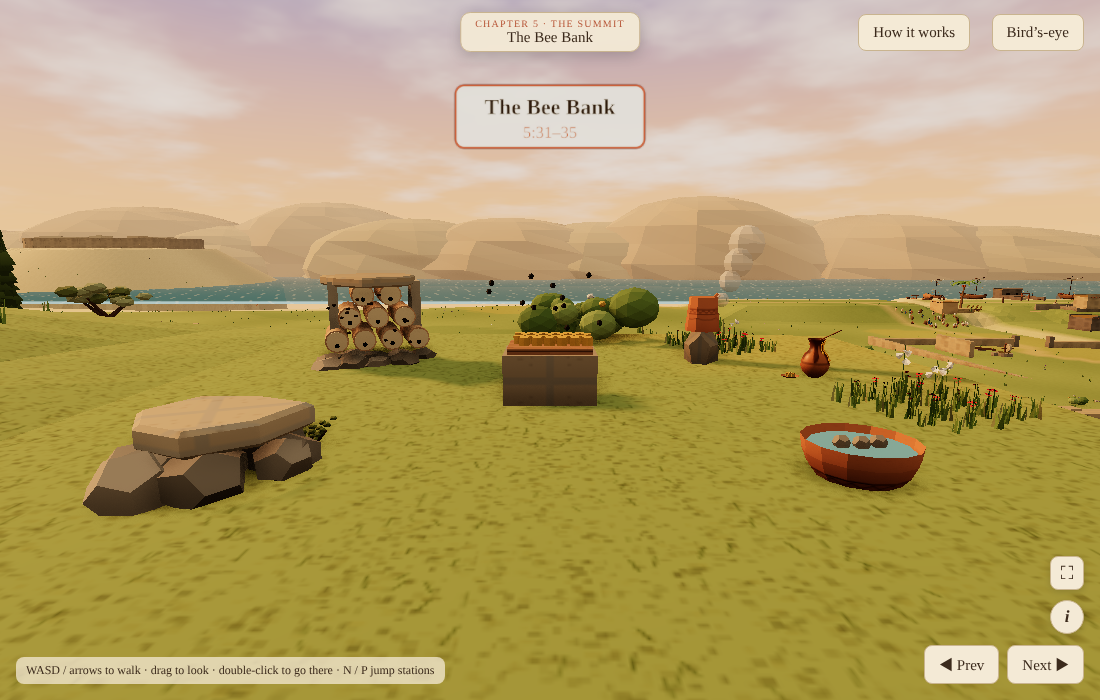 CHAPTER 5 · THE SUMMIT
The Bee Bank
How it works
Bird’s-eye
The Bee Bank
5:31–35
i
WASD / arrows to walk · drag to look · double-click to go there · N / P jump stations
◀ Prev
Next ▶